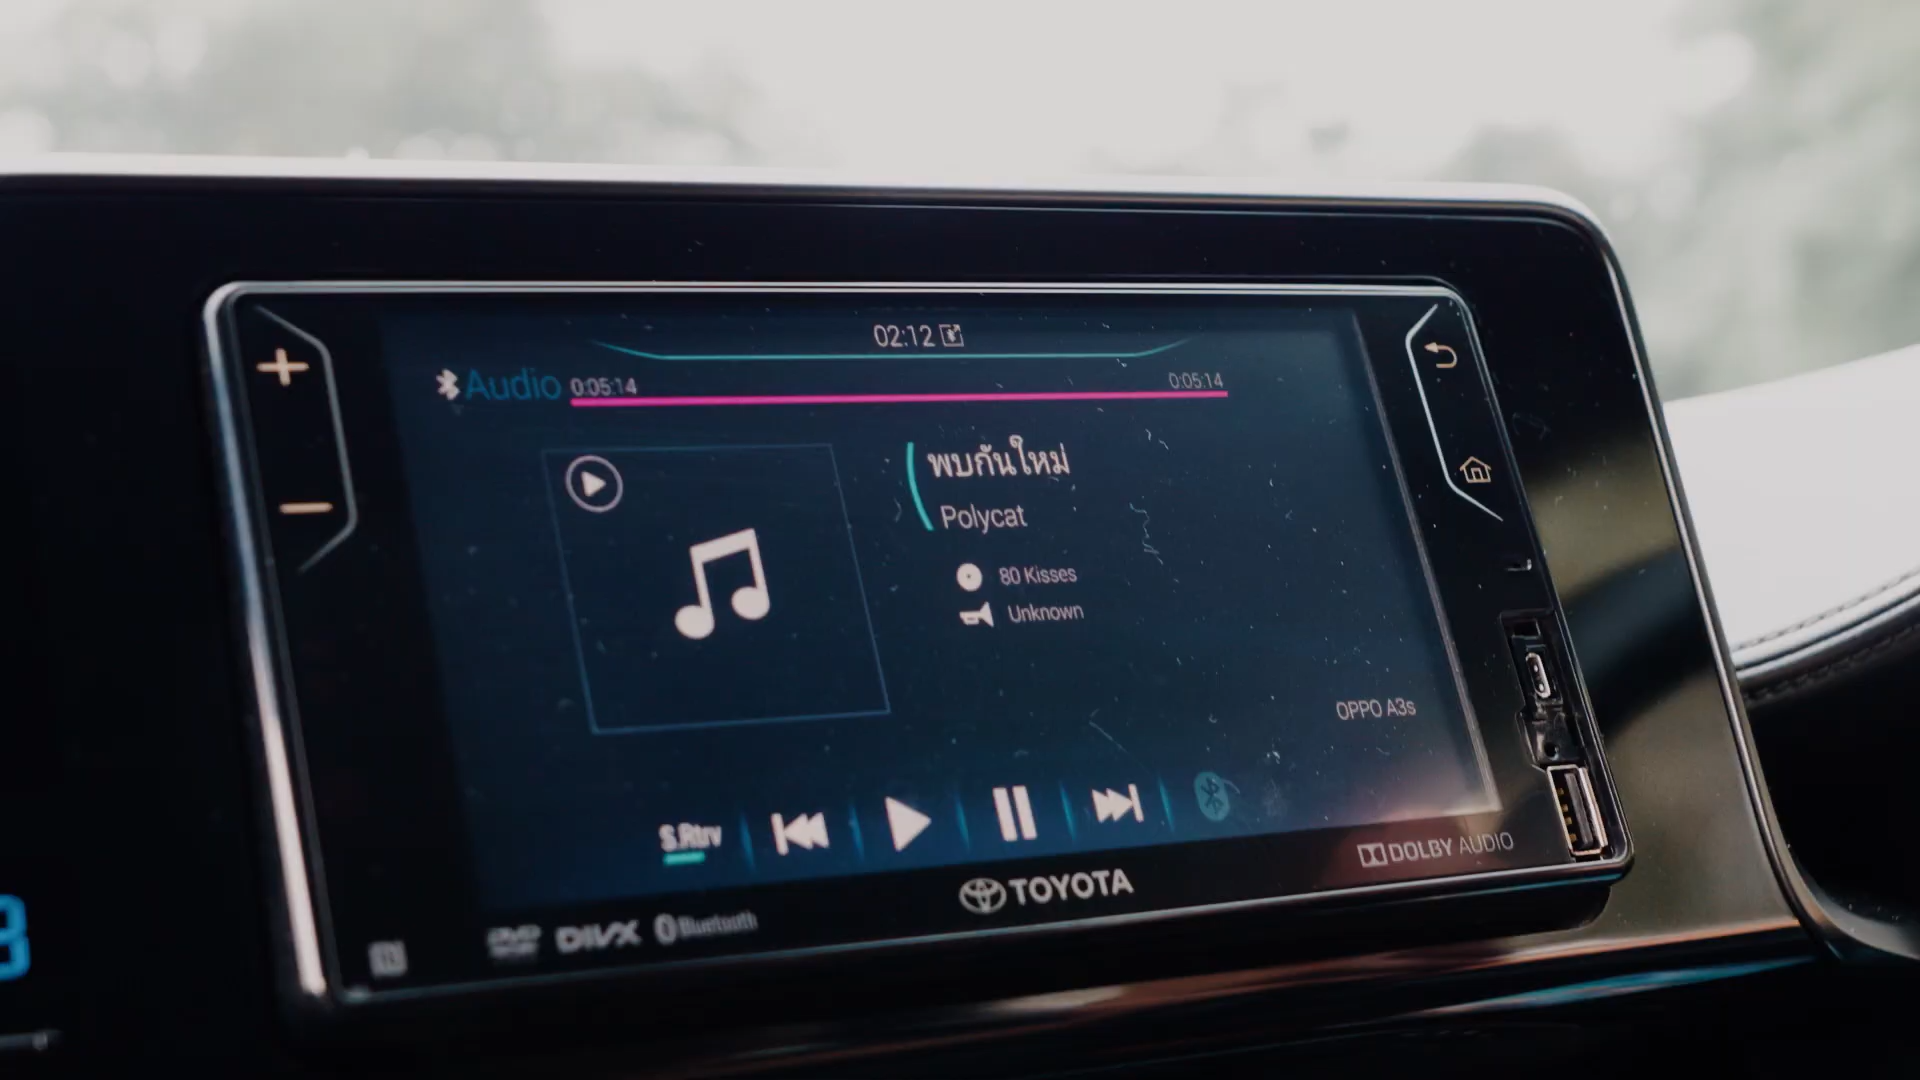 02:12
Audio 0:05:14 0:05:14
พบกันใหม่
Polycat
80 Kisses
Unknown
OPPO A3s
S.Rtrv
DOLBY AUDIO
TOYOTA
DIVX Bluetooth